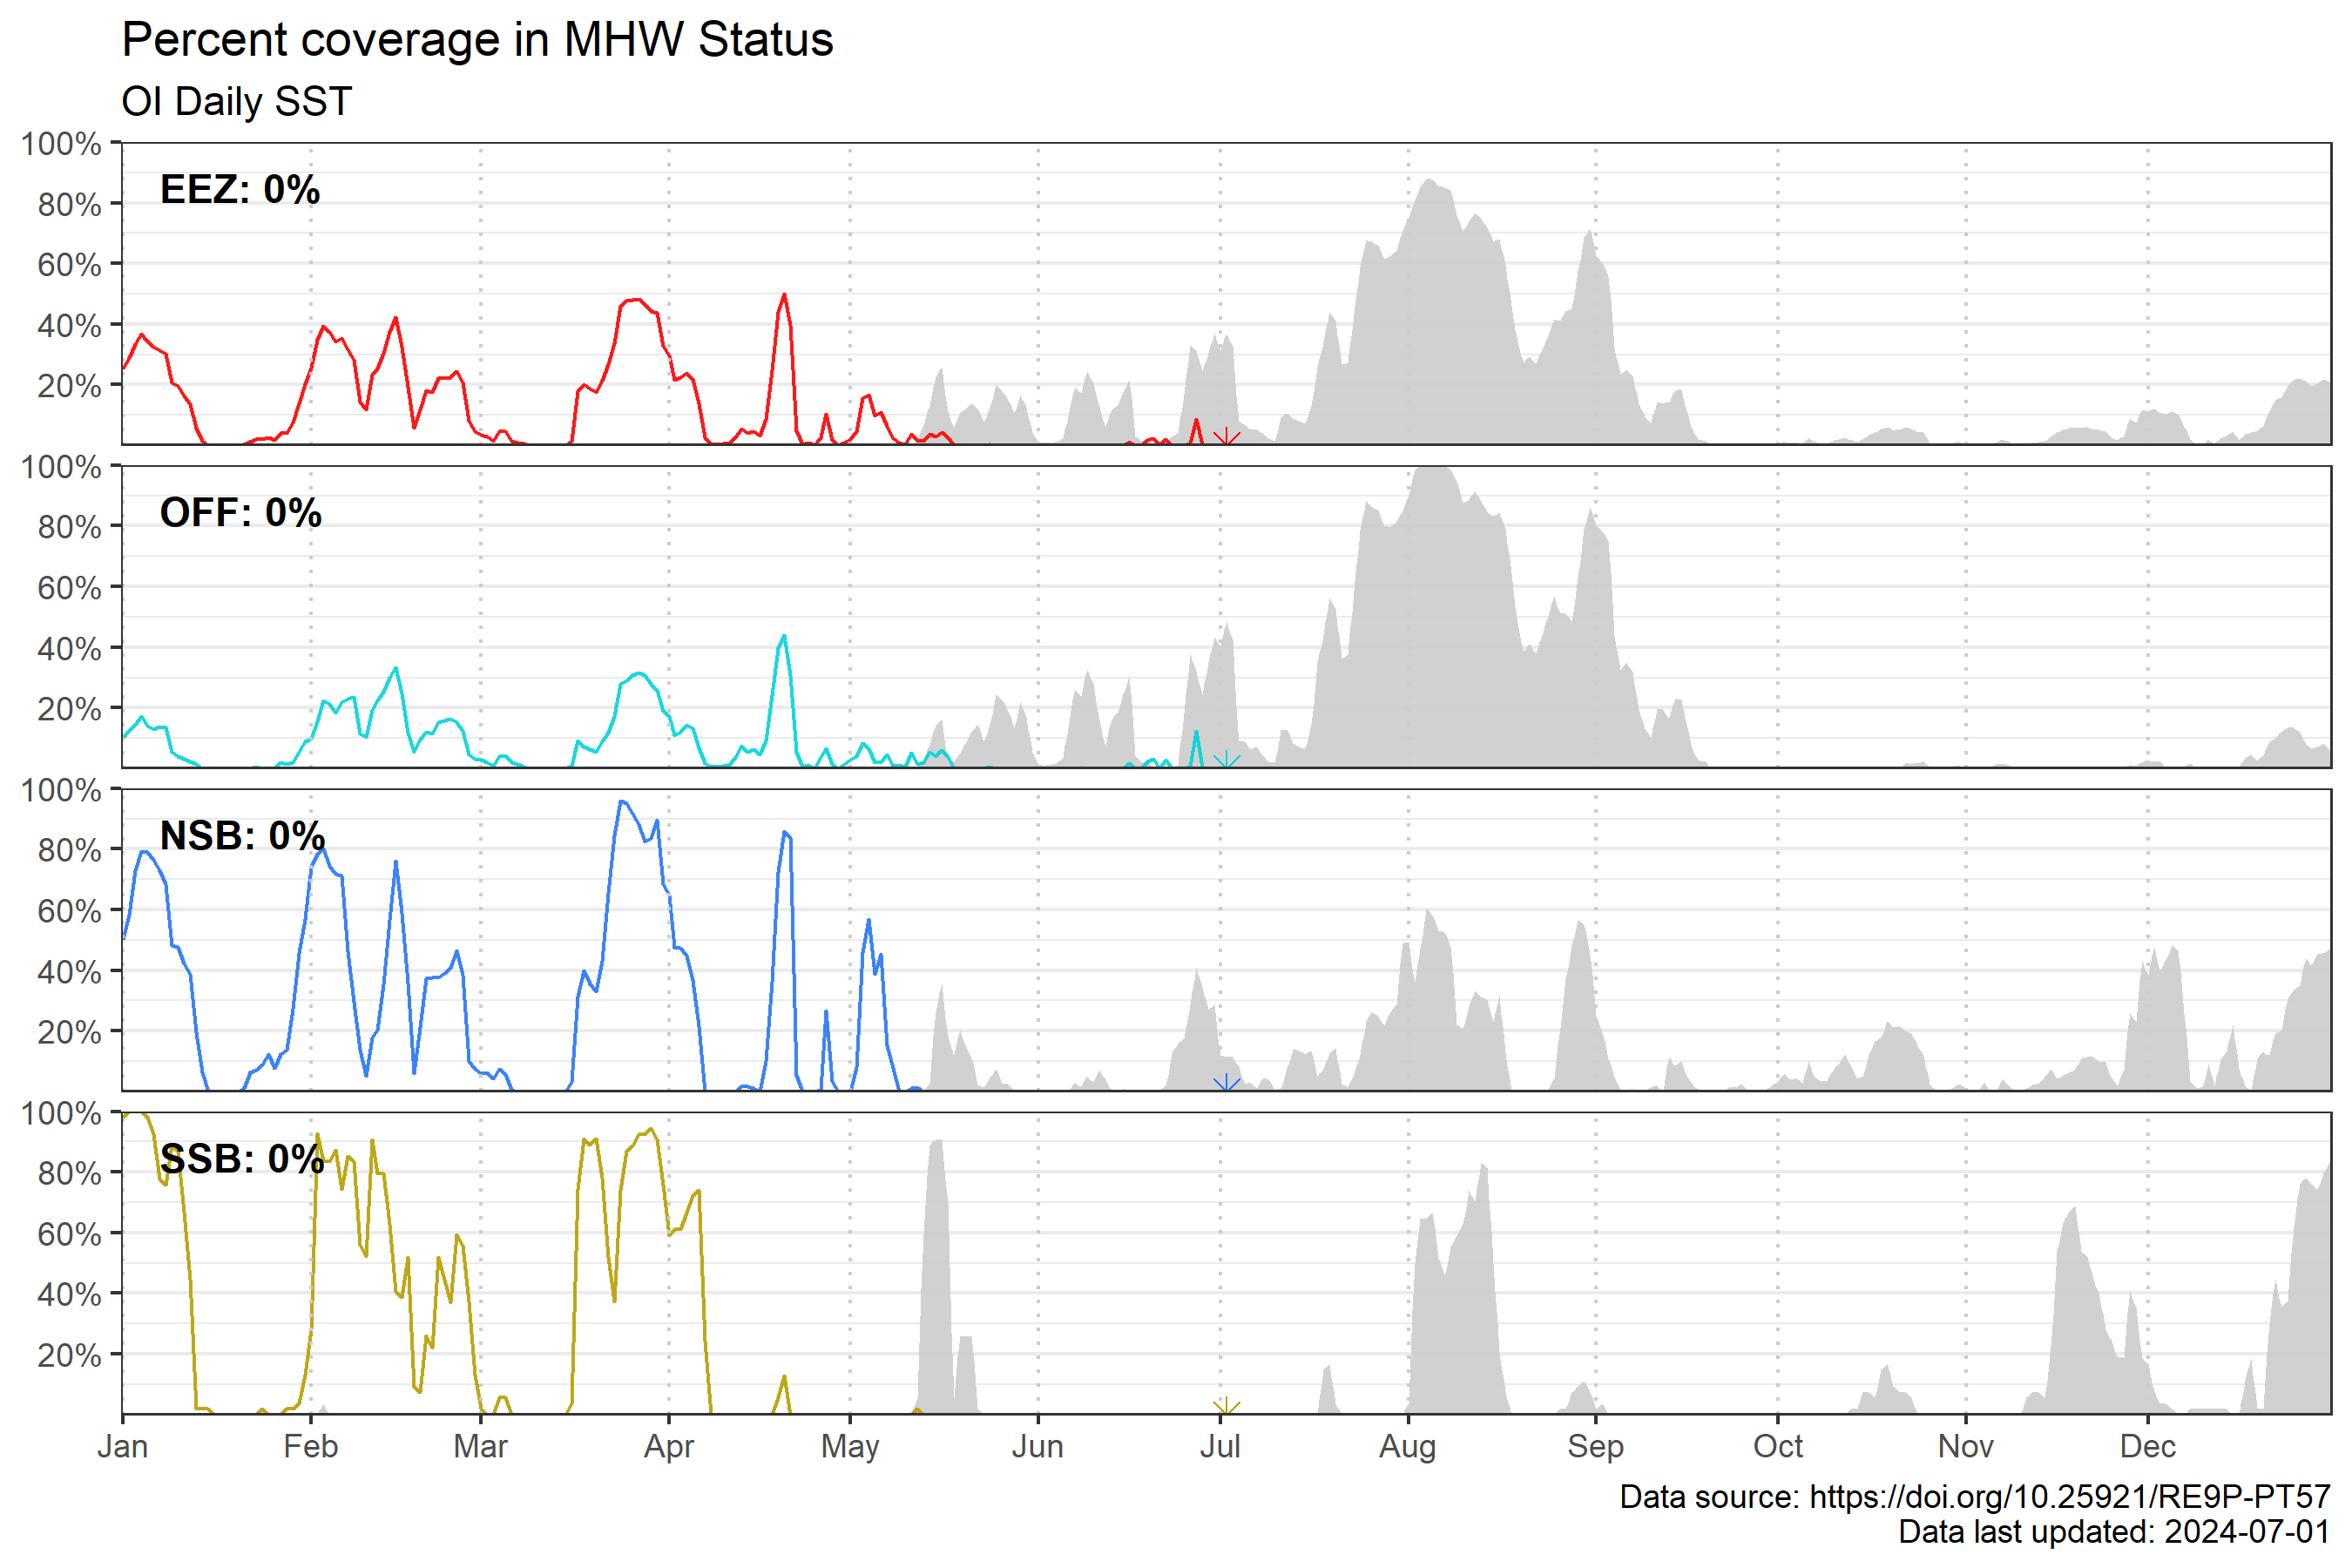 Percent coverage in MHW Status
OI Daily SST
100%
80%
60%
40%
20%
EEZ: 0%
100%
80%
60%
40%
20%
OFF: 0%
100%
80%
60%
40%
20%
NSB: 0%
100%
80%
60%
40%
20%
SSB: 0%
Jan Feb Mar Apr May Jun Jul Aug Sep Oct Nov Dec
Data source: https://doi.org/10.25921/RE9P-PT57
Data last updated: 2024-07-01